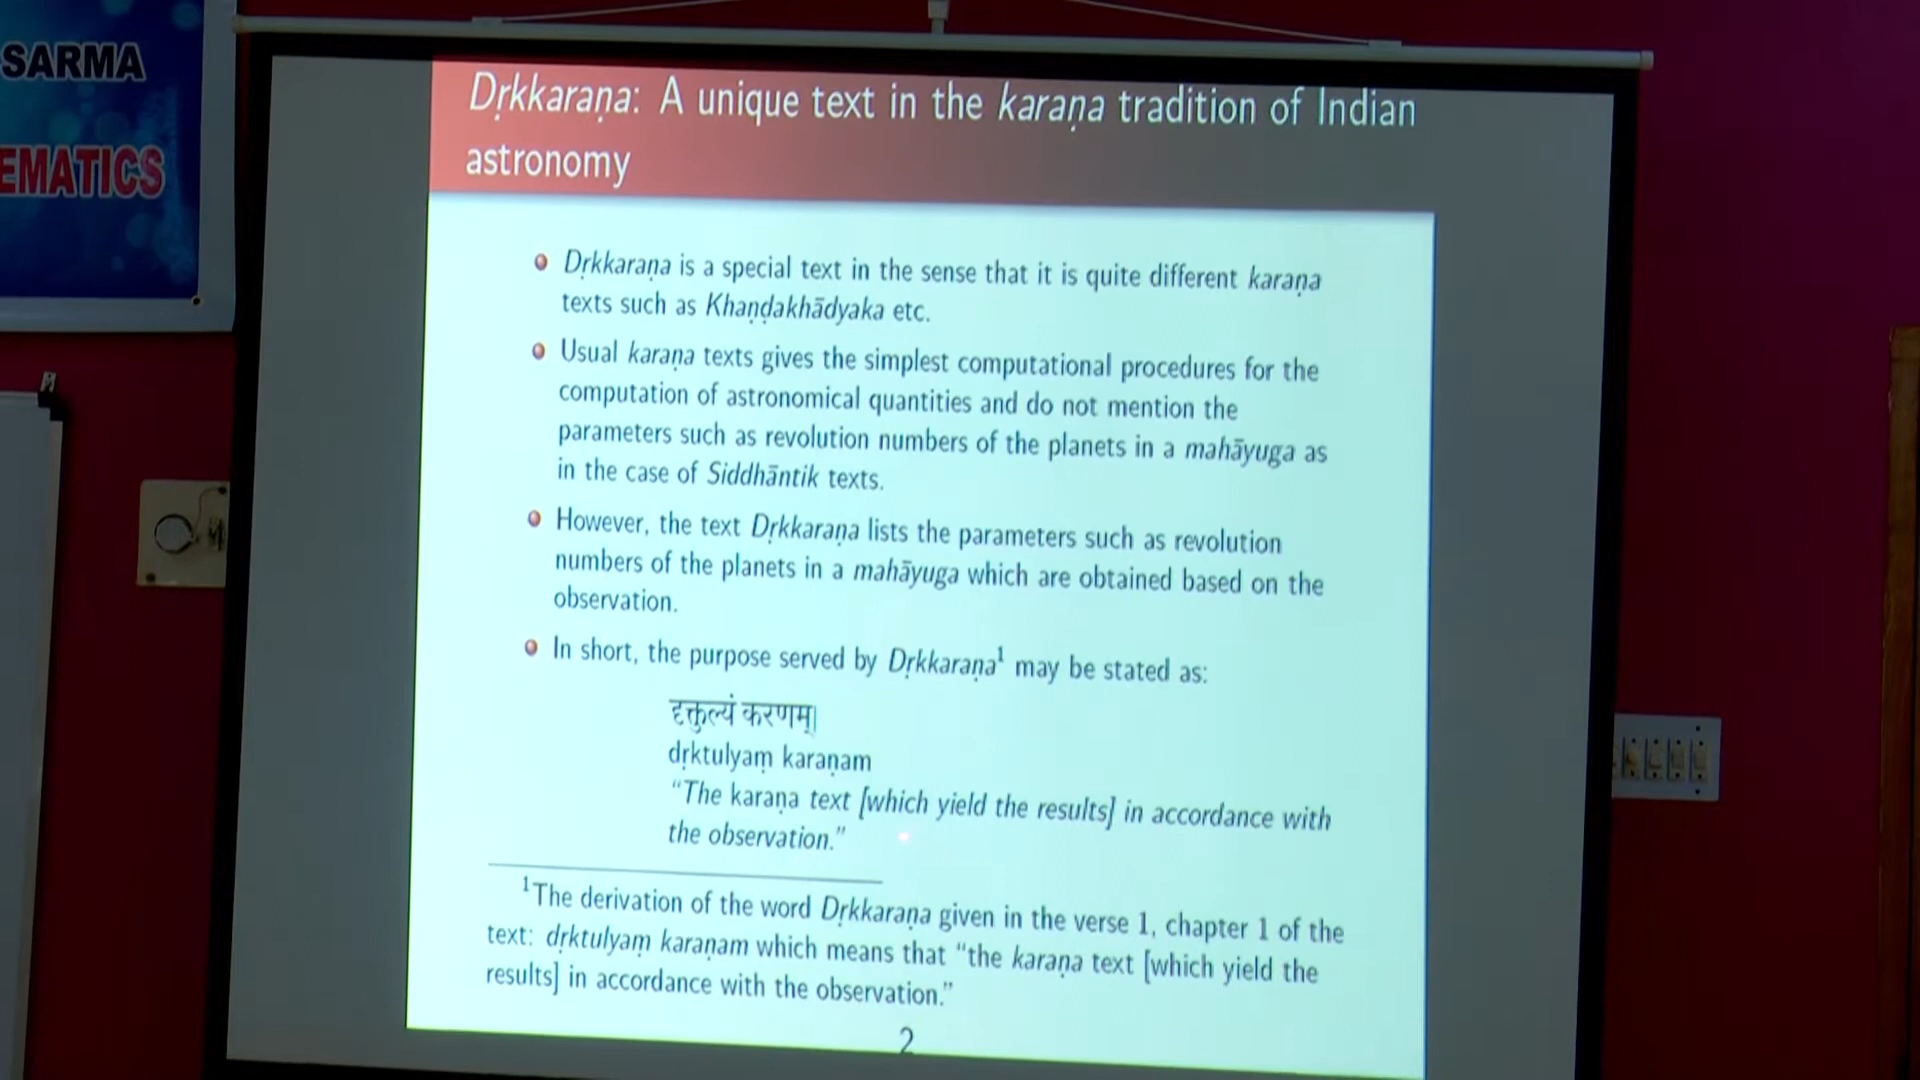 SARMA
EMATICS
Dṛkkaraṇa: A unique text in the karaṇa tradition of Indian
astronomy
Dṛkkaraṇa is a special text in the sense that it is quite different karaṇa
texts such as Khaṇḍakhādyaka etc.
Usual karaṇa texts gives the simplest computational procedures for the
computation of astronomical quantities and do not mention the
parameters such as revolution numbers of the planets in a mahāyuga as
in the case of Siddhāntik texts.
However, the text Dṛkkaraṇa lists the parameters such as revolution
numbers of the planets in a mahāyuga which are obtained based on the
observation.
In short, the purpose served by Dṛkkaraṇa¹ may be stated as:
दृक्तुल्यं करणम्|
dṛktulyaṃ karaṇam
“The karaṇa text [which yield the results] in accordance with
the observation.”
¹The derivation of the word Dṛkkaraṇa given in the verse 1, chapter 1 of the
text: dṛktulyaṃ karaṇam which means that “the karaṇa text [which yield the
results] in accordance with the observation.”
2